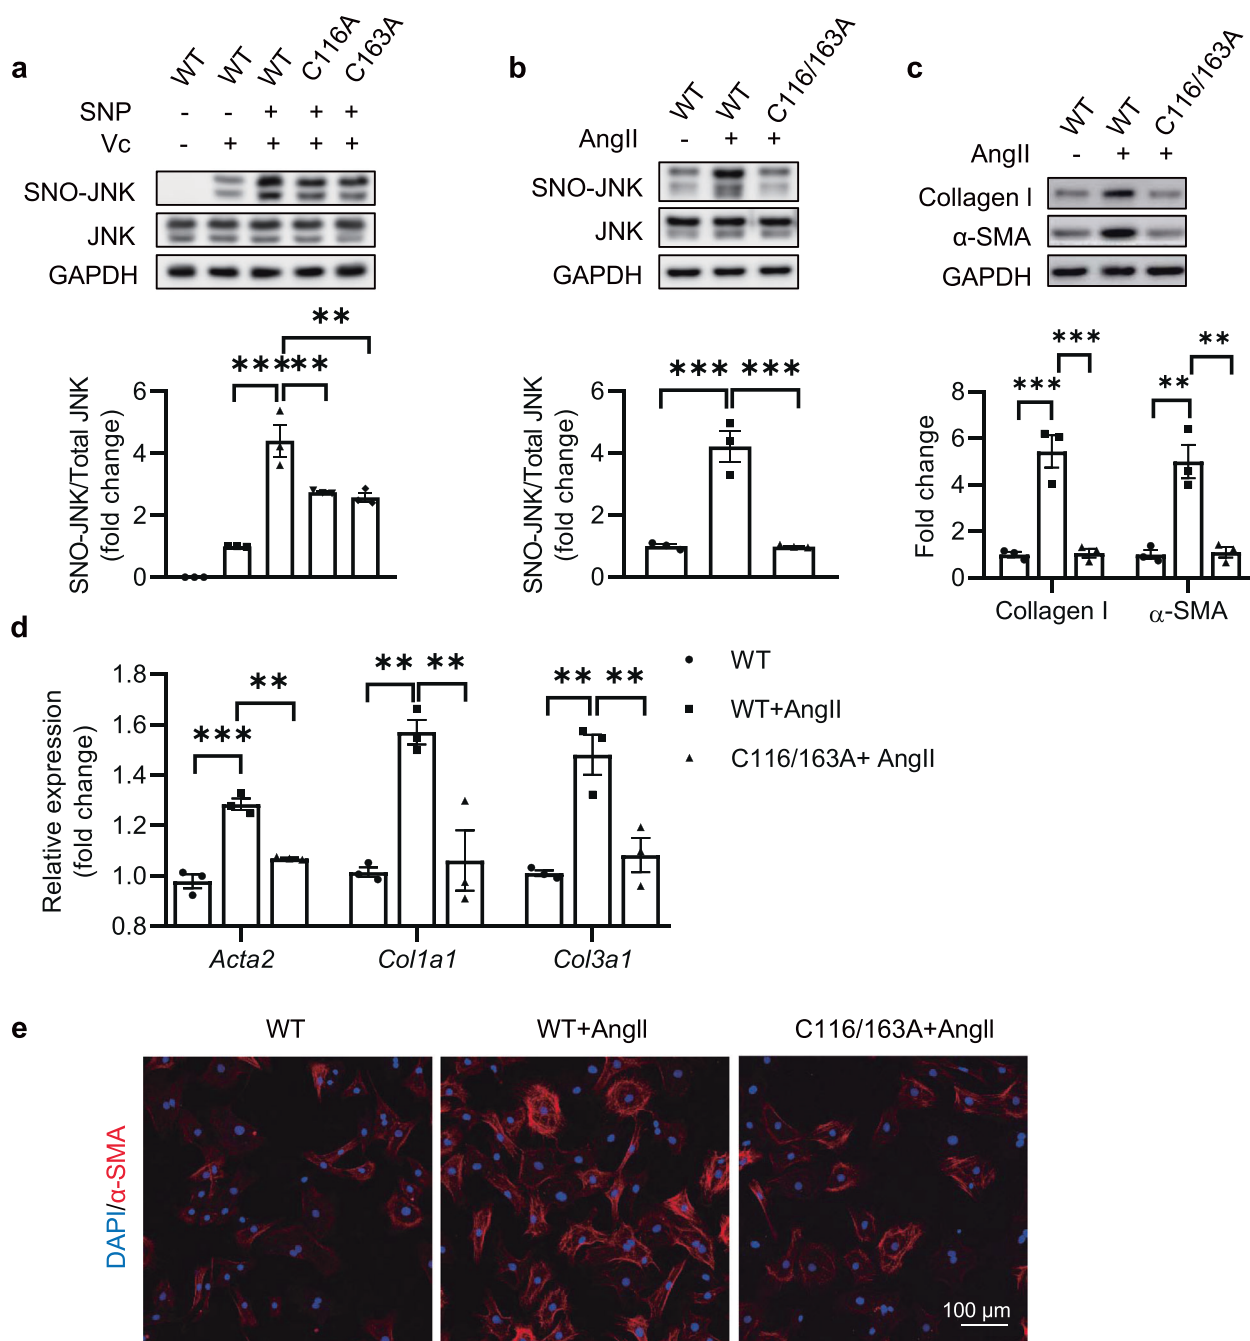 a
WT WT WT C116A C163A
SNP - - + + +
Vc - + + + +
SNO-JNK
JNK
GAPDH
**
*** ***
SNO-JNK/Total JNK
(fold change)
6
4
2
0
b
WT WT C116/163A
AngII - + +
SNO-JNK
JNK
GAPDH
*** ***
SNO-JNK/Total JNK
(fold change)
6
4
2
0
c
WT WT C116/163A
AngII - + +
Collagen I
α-SMA
GAPDH
*** *** ** **
Fold change
8
6
4
2
0
Collagen I α-SMA
d
Relative expression
(fold change)
1.8
1.6
1.4
1.2
1.0
0.8
*** ** ** ** ** **
Acta2 Col1a1 Col3a1
WT
WT+AngII
C116/163A+ AngII
e
WT WT+AngII C116/163A+AngII
DAPI/α-SMA
100 μm